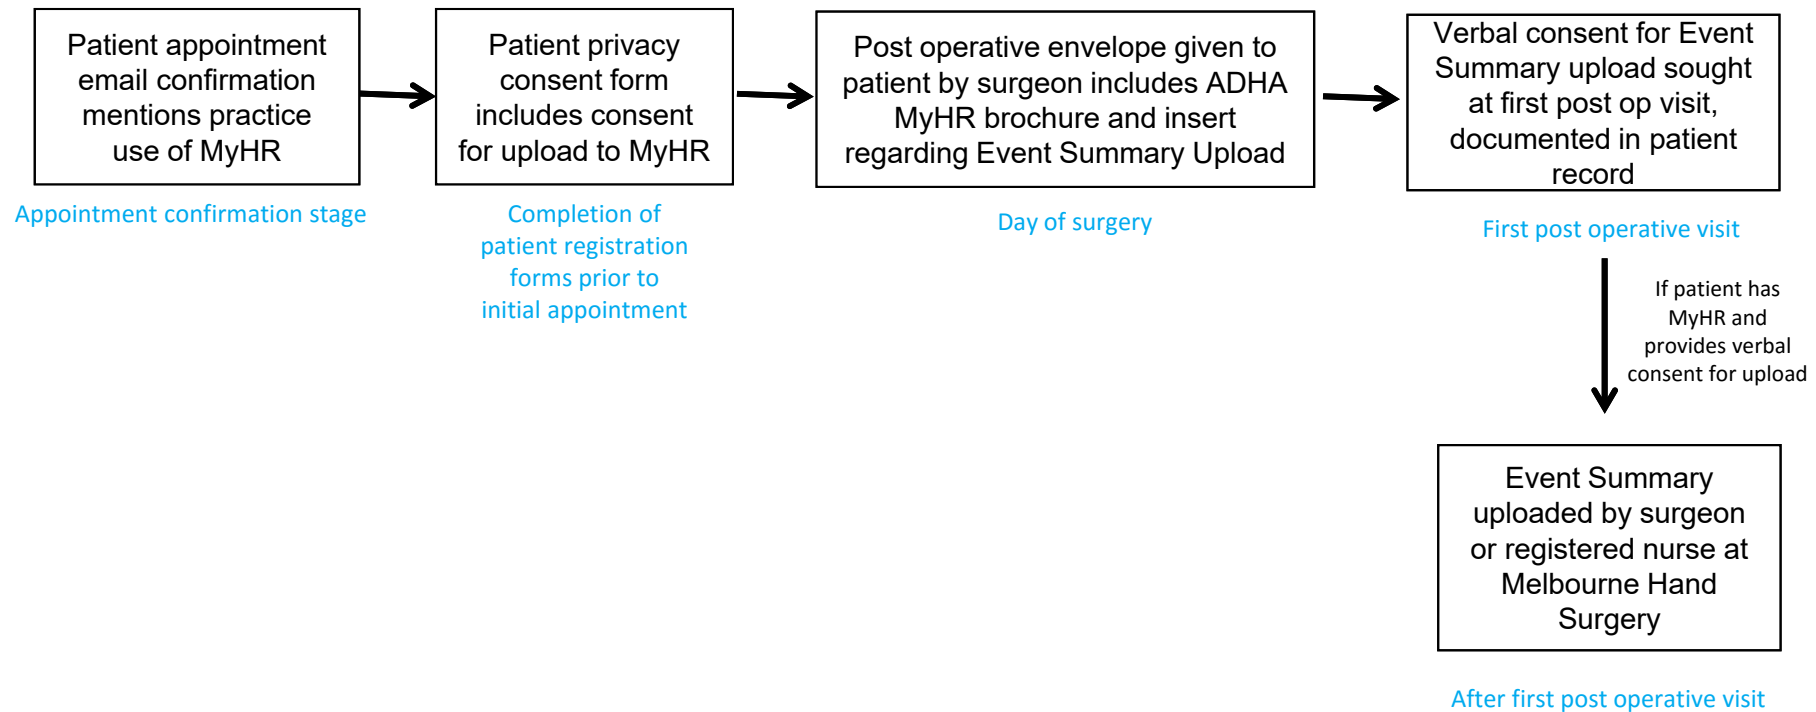 Patient appointment
email confirmation
mentions practice
use of MyHR
Appointment confirmation stage
Patient privacy
consent form
includes consent
for upload to MyHR
Completion of
patient registration
forms prior to
initial appointment
Post operative envelope given to
patient by surgeon includes ADHA
MyHR brochure and insert
regarding Event Summary Upload
Day of surgery
Verbal consent for Event
Summary upload sought
at first post op visit,
documented in patient
record
First post operative visit
If patient has
MyHR and
provides verbal
consent for upload
Event Summary
uploaded by surgeon
or registered nurse at
Melbourne Hand
Surgery
After first post operative visit